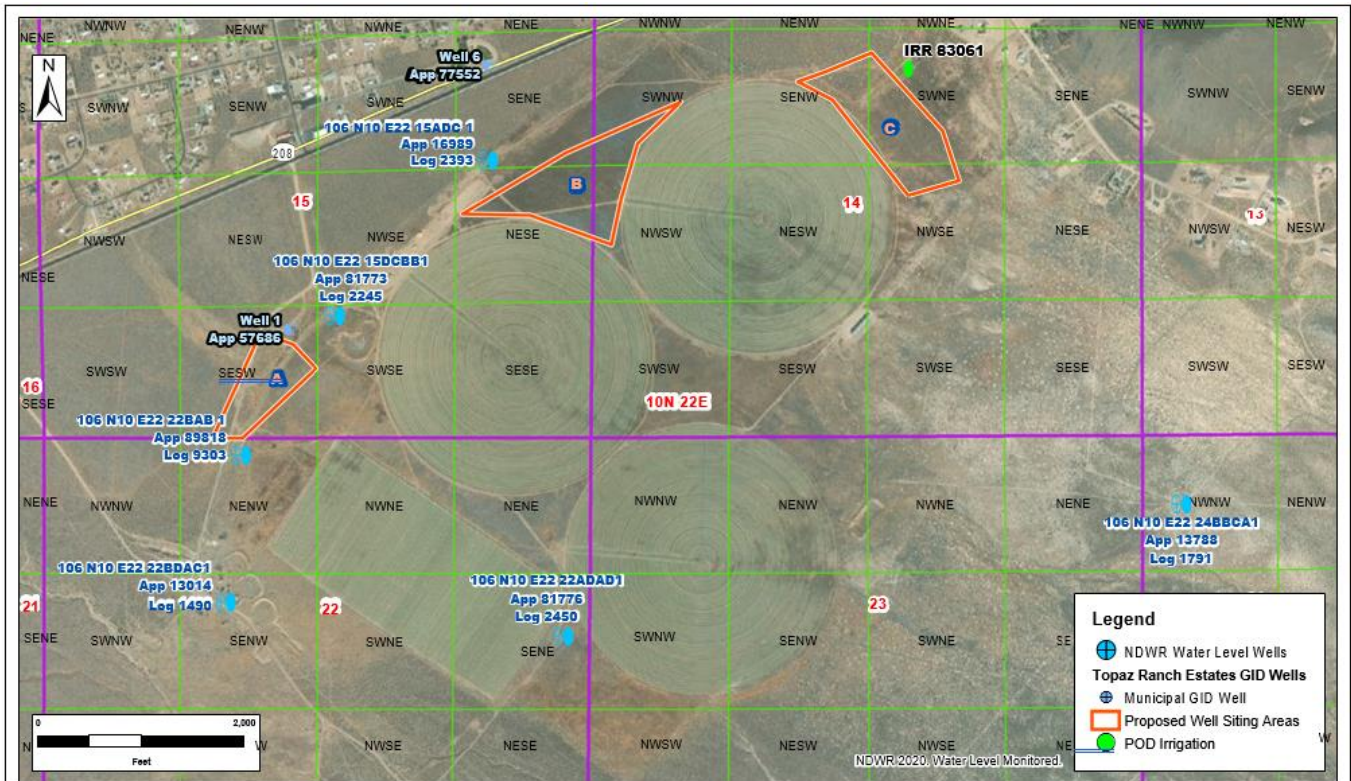 NENE
NWNW
NENW
NWNE
NENE
NWNW
NENW
NWNE
NENE
NWNW
NENW
N
Well 6
App 77552
IRR 83061
SWNW
SENW
SWNE
SENE
SWNW
SENW
SWNE
SENE
SWNW
SENW
106 N10 E22 15ADC 1
App 16989
Log 2393
208
B
C
15
14
13
NWSW
NESW
NWSE
NESE
NWSW
NESW
NWSE
NESE
NWSW
NESW
NESE
106 N10 E22 15DCBB1
App 81773
Log 2245
Well 1
App 57686
SWSW
SESW
A
SWSE
SESE
SWSW
SESW
SWSE
SESE
SWSW
SESW
16
SESE
10N 22E
106 N10 E22 22BAB 1
App 89818
Log 9303
NENE
NWNW
NENW
NWNE
NENE
NWNW
NENW
NWNE
NENE
NWNW
NENW
106 N10 E22 24BBCA1
App 13788
Log 1791
106 N10 E22 22BDAC1
App 13014
Log 1490
106 N10 E22 22ADAD1
App 81776
Log 2450
21
22
23
SENE
SWNW
SENW
SWNE
SENE
SWNW
SENW
SWNE
SE
Legend
NDWR Water Level Wells
Topaz Ranch Estates GID Wells
Municipal GID Well
Proposed Well Siting Areas
POD Irrigation
0 2,000
Feet
N
W
NWSE
NESE
NWSW
NESW
NWSE
NE
W
NDWR 2020. Water Level Monitored.